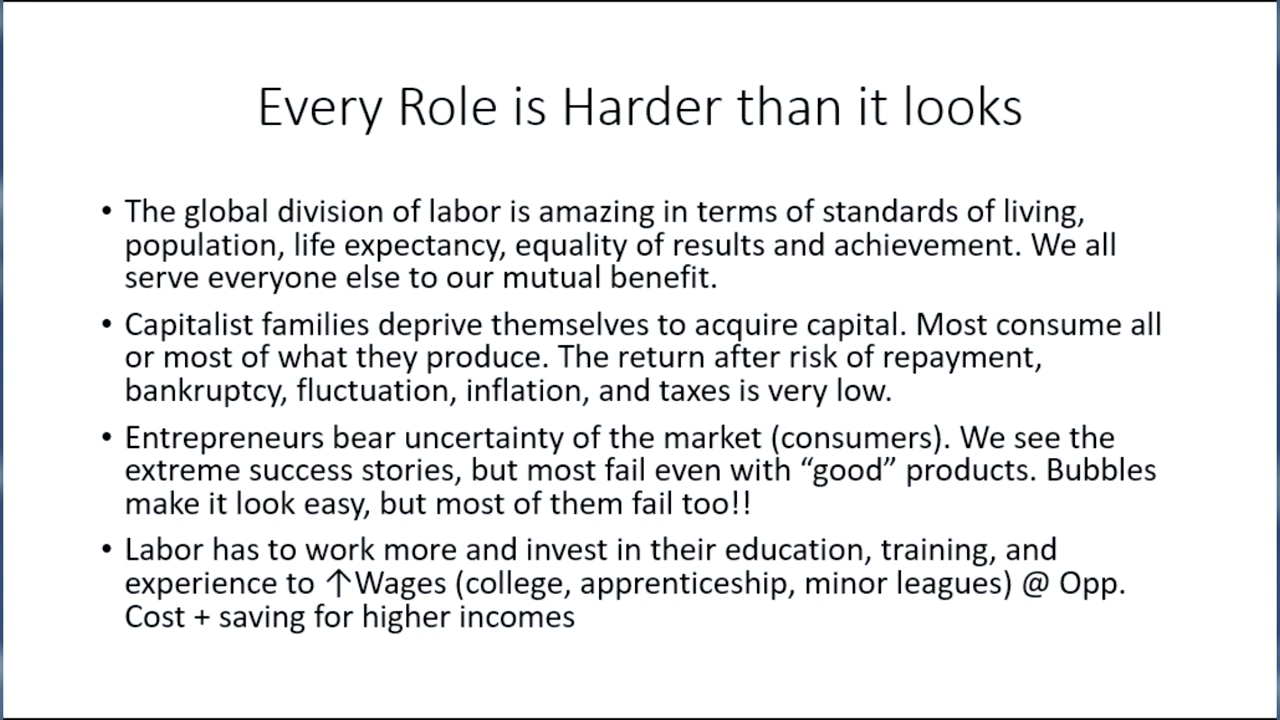 Every Role is Harder than it looks
• The global division of labor is amazing in terms of standards of living,
population, life expectancy, equality of results and achievement. We all
serve everyone else to our mutual benefit.
• Capitalist families deprive themselves to acquire capital. Most consume all
or most of what they produce. The return after risk of repayment,
bankruptcy, fluctuation, inflation, and taxes is very low.
• Entrepreneurs bear uncertainty of the market (consumers). We see the
extreme success stories, but most fail even with “good” products. Bubbles
make it look easy, but most of them fail too!!
• Labor has to work more and invest in their education, training, and
experience to ↑Wages (college, apprenticeship, minor leagues) @ Opp.
Cost + saving for higher incomes